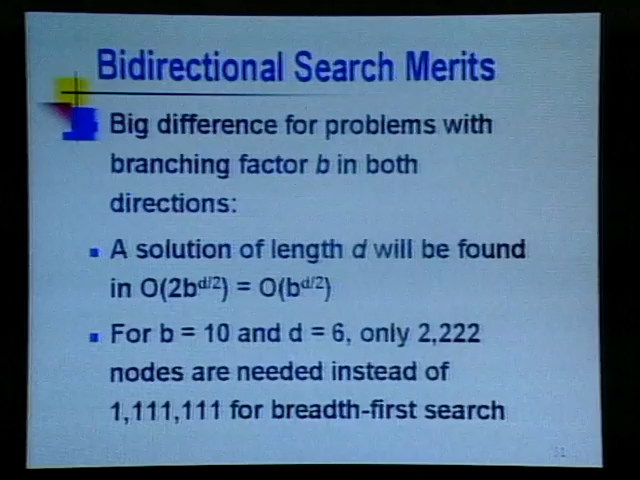 Bidirectional Search Merits
Big difference for problems with
branching factor b in both
directions:
A solution of length d will be found
in O(2b^d/2) = O(b^d/2)
For b = 10 and d = 6, only 2,222
nodes are needed instead of
1,111,111 for breadth-first search